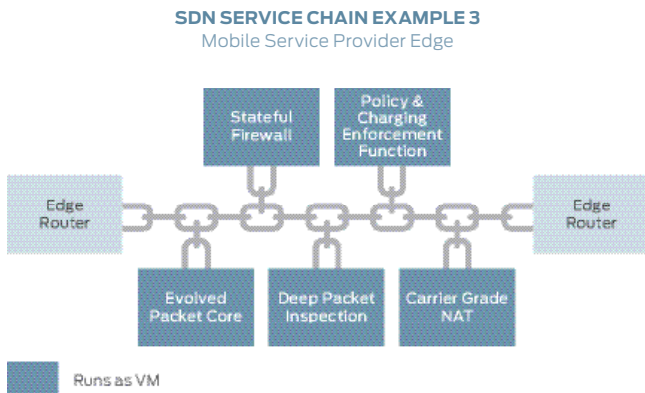 SDN SERVICE CHAIN EXAMPLE 3
Mobile Service Provider Edge
Stateful
Firewall
Policy &
Charging
Enforcement
Function
Edge
Router
Edge
Router
Evolved
Packet Core
Deep Packet
Inspection
Carrier Grade
NAT
Runs as VM